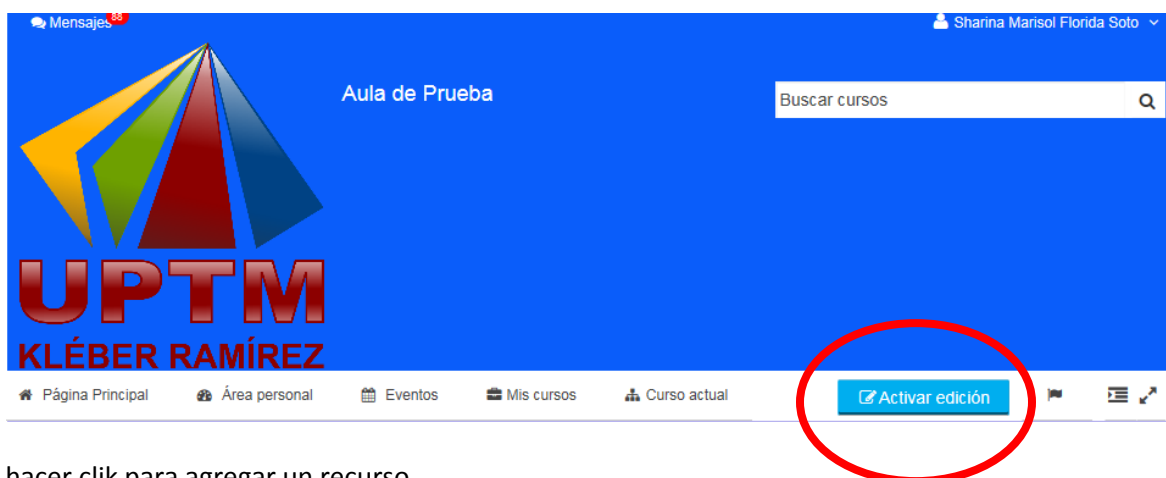 Mensajes 88
Sharina Marisol Florida Soto
Aula de Prueba
Buscar cursos
UPTM
KLÉBER RAMÍREZ
Página Principal Área personal Eventos Mis cursos Curso actual Activar edición
hacer clik para agregar un recurso